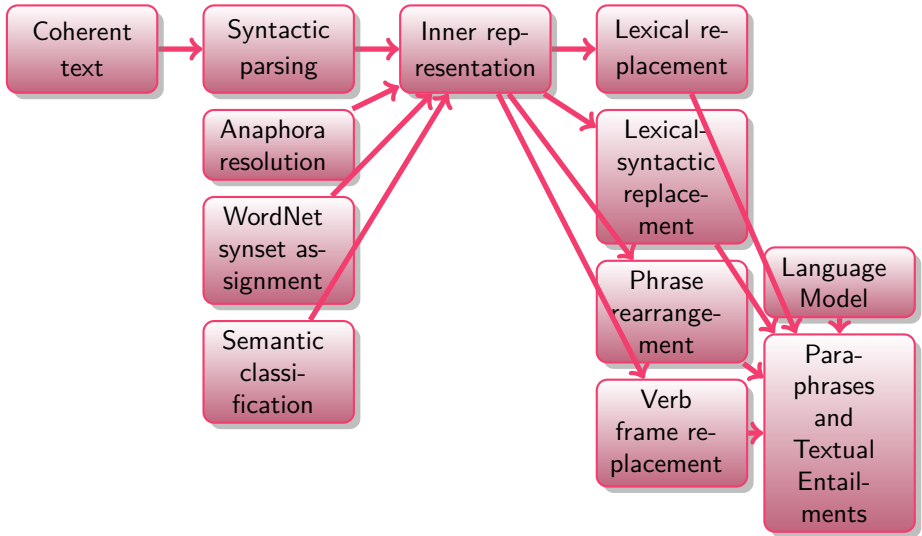 Coherent
text
Syntactic
parsing
Inner rep-
resentation
Lexical re-
placement
Anaphora
resolution
WordNet
synset as-
signment
Semantic
classi-
fication
Lexical-
syntactic
replace-
ment
Phrase
rearrange-
ment
Verb
frame re-
placement
Language
Model
Para-
phrases
and
Textual
Entail-
ments